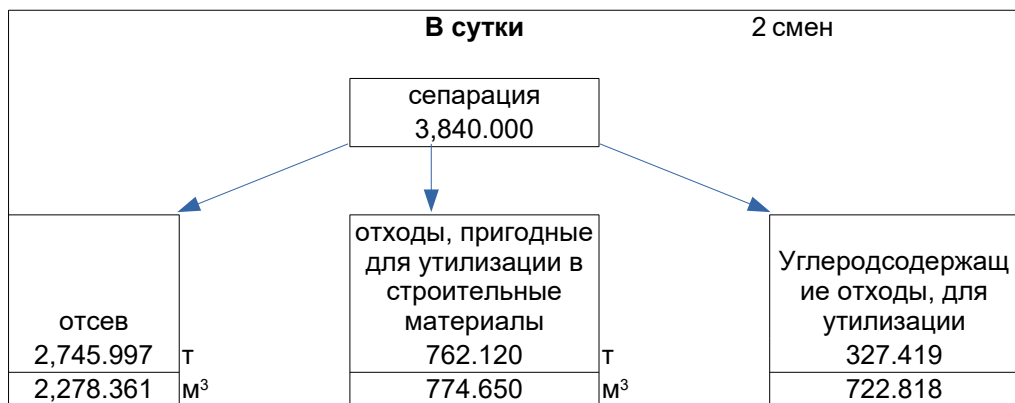 В сутки 2 смен
сепарация
3,840.000
отсев
2,745.997 т
2,278.361 м³
отходы, пригодные
для утилизации в
строительные
материалы
762.120 т
774.650 м³
Углеродсодержащ
ие отходы, для
утилизации
327.419
722.818